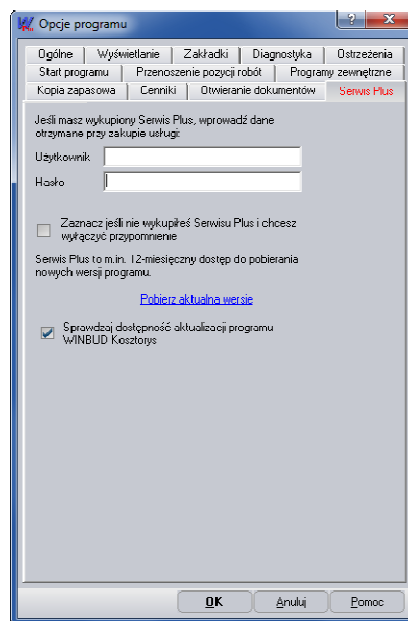 Opcje programu
Ogólne Wyświetlanie Zakładki Diagnostyka Ostrzeżenia
Start programu Przenoszenie pozycji robót Programy zewnętrzne
Kopia zapasowa Cenniki Otwieranie dokumentów Serwis Plus
Jeśli masz wykupiony Serwis Plus, wprowadź dane
otrzymane przy zakupie usługi:
Użytkownik
Hasło
Zaznacz jeśli nie wykupiłeś Serwisu Plus i chcesz
wyłączyć przypomnienie
Serwis Plus to m.in. 12-miesięczny dostęp do pobierania
nowych wersji programu.
Pobierz aktualna wersie
Sprawdzaj dostępność aktualizacji programu
WINBUD Kosztorys
OK Anuluj Pomoc